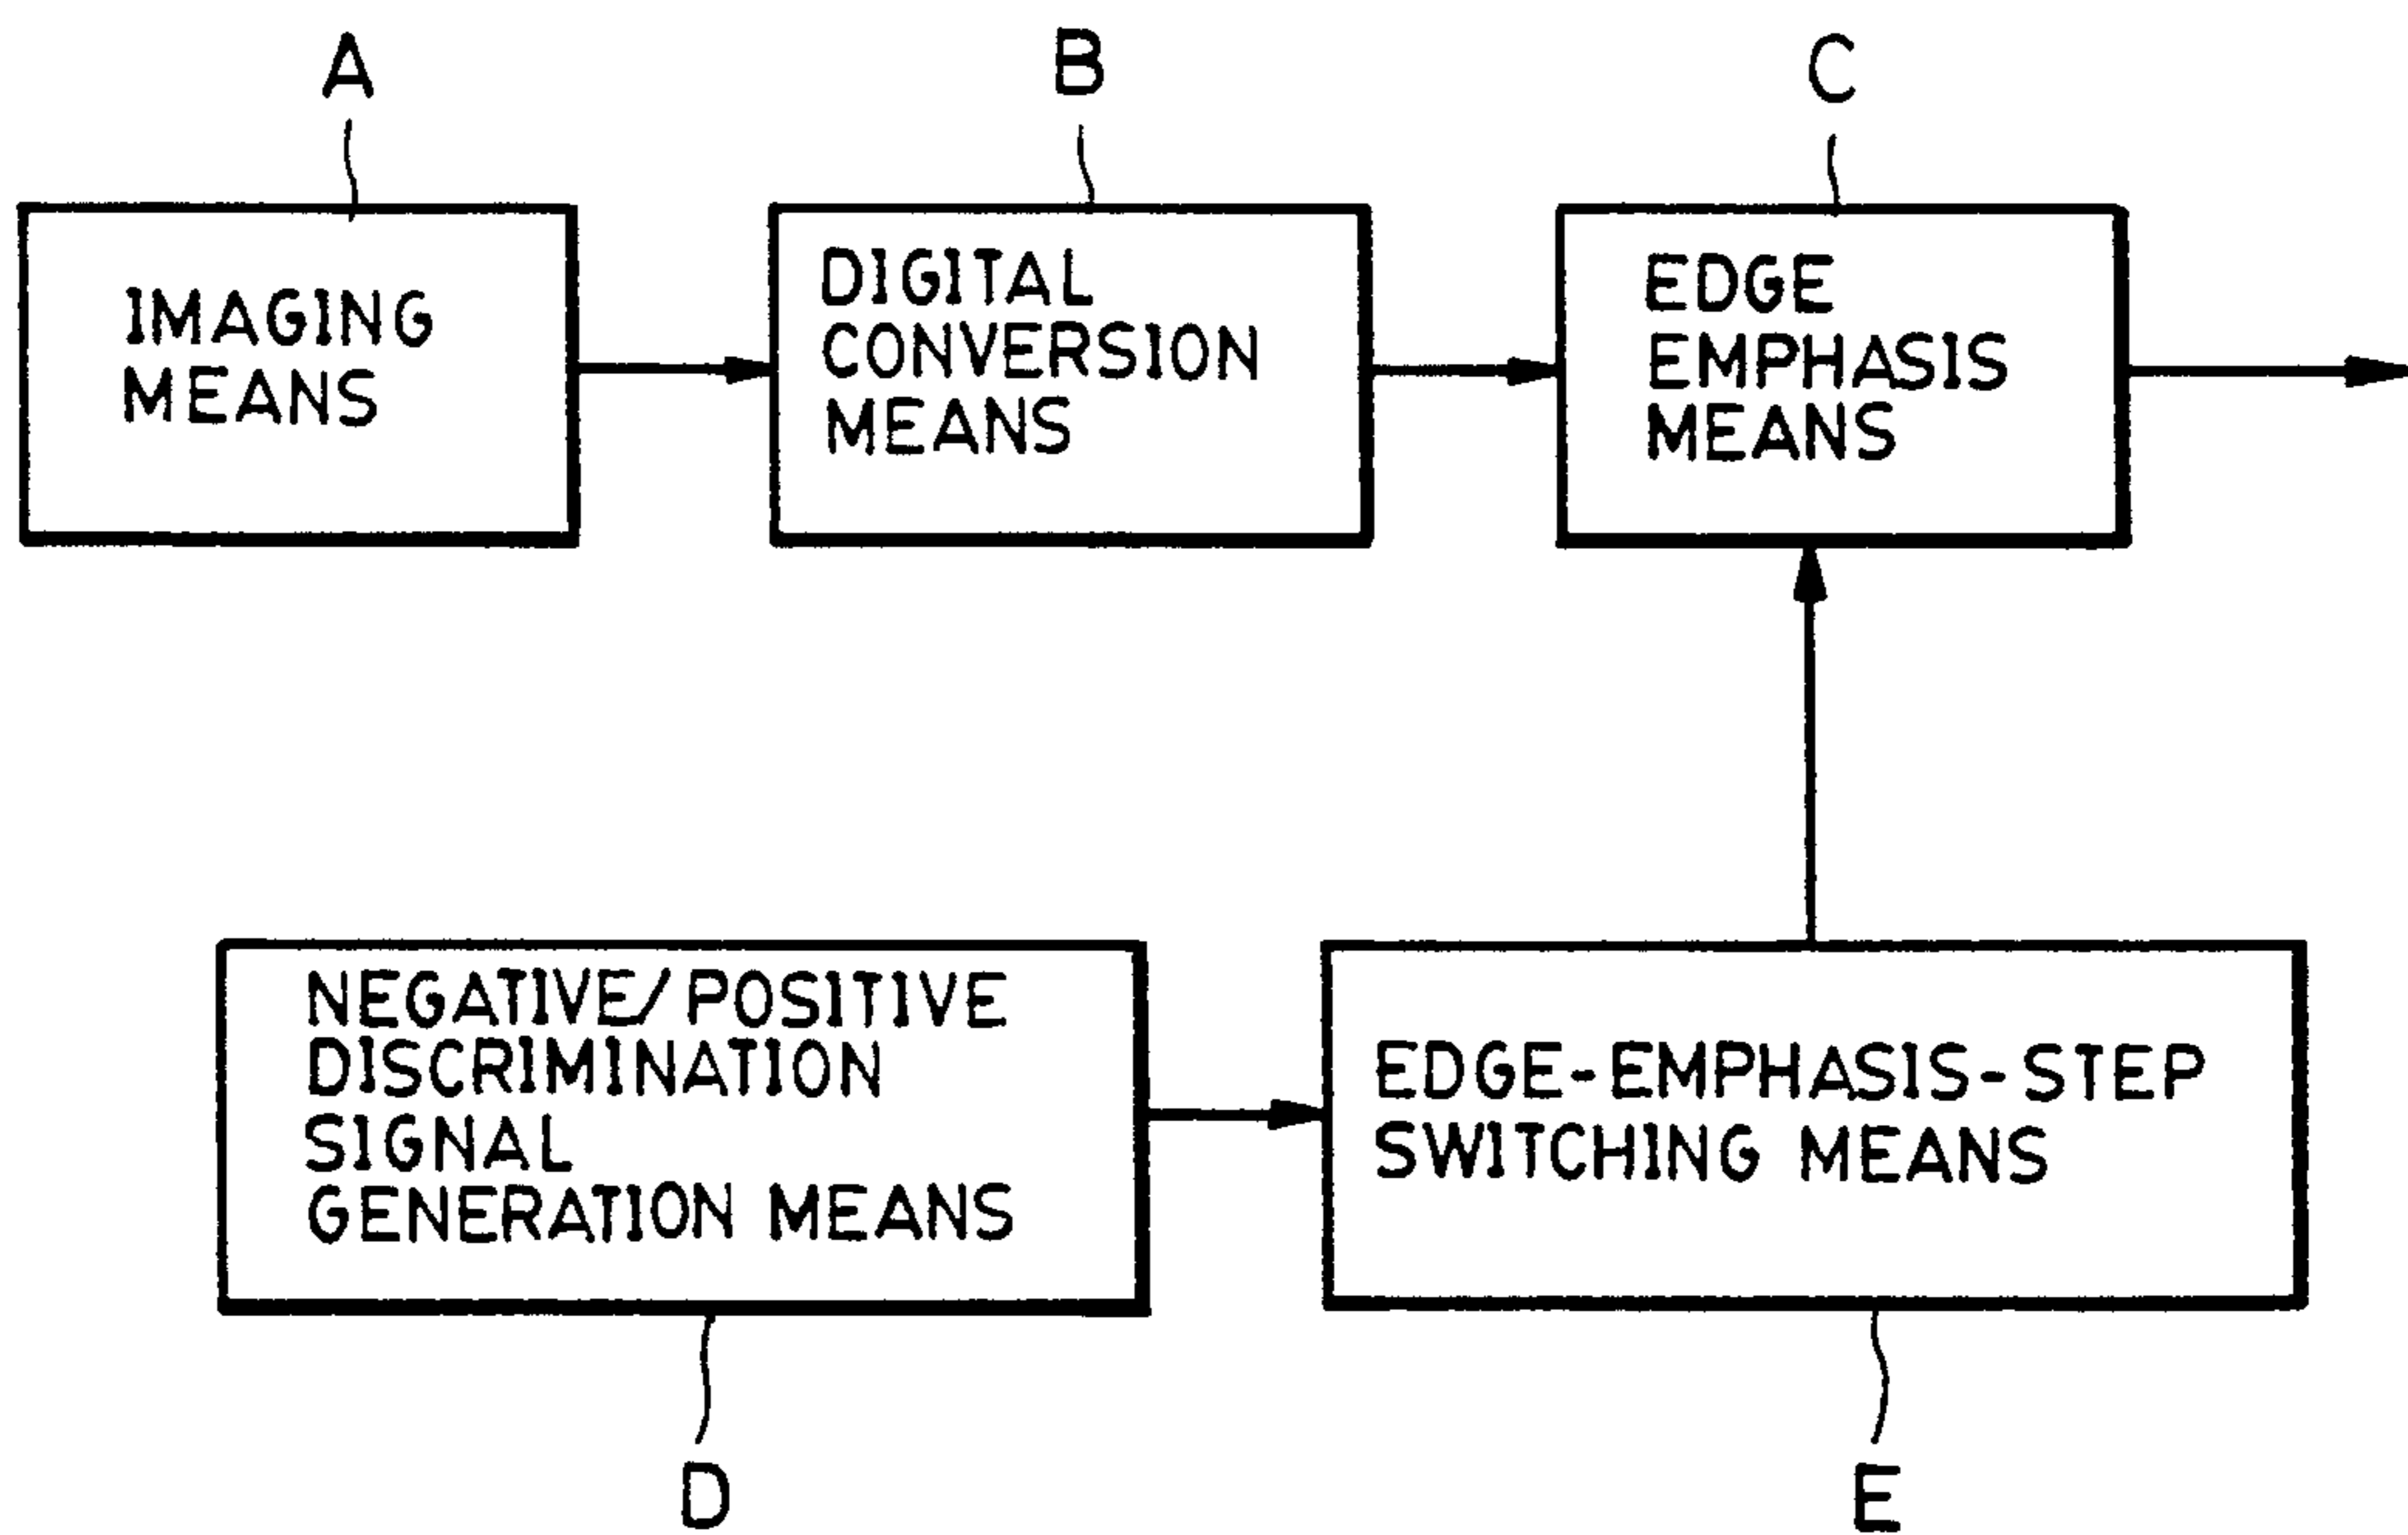 A
B
C
IMAGING
MEANS
DIGITAL
CONVERSION
MEANS
EDGE
EMPHASIS
MEANS
NEGATIVE/POSITIVE
DISCRIMINATION
SIGNAL
GENERATION MEANS
EDGE-EMPHASIS-STEP
SWITCHING MEANS
D
E